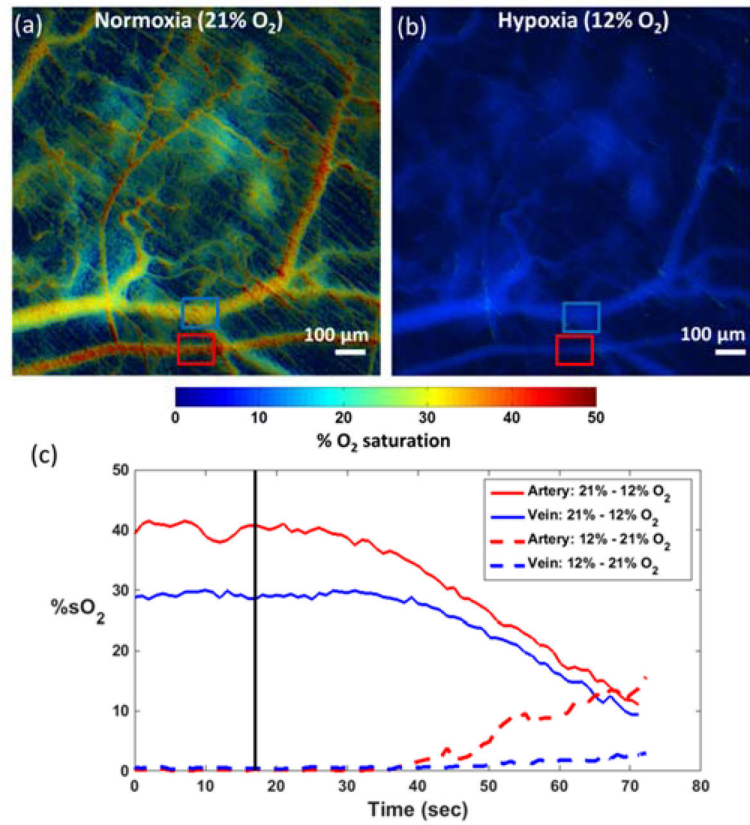 (a) Normoxia (21% O₂)
(b) Hypoxia (12% O₂)
100 µm
100 µm
0 10 20 30 40 50
% O₂ saturation
(c)
50
40
30
20
10
0
%sO₂
Artery: 21% - 12% O₂
Vein: 21% - 12% O₂
Artery: 12% - 21% O₂
Vein: 12% - 21% O₂
0 10 20 30 40 50 60 70 80
Time (sec)